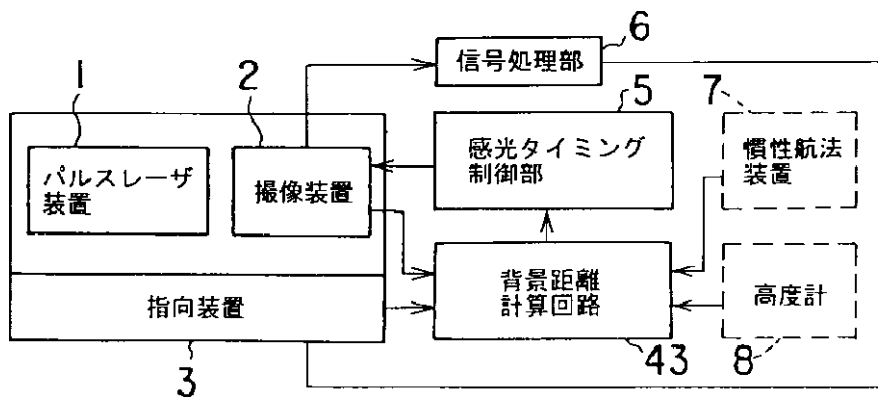 6
信号処理部
1
2
5
7
パルスレーザ
装置
撮像装置
感光タイミング
制御部
慣性航法
装置
指向装置
背景距離
計算回路
高度計
3
43
8